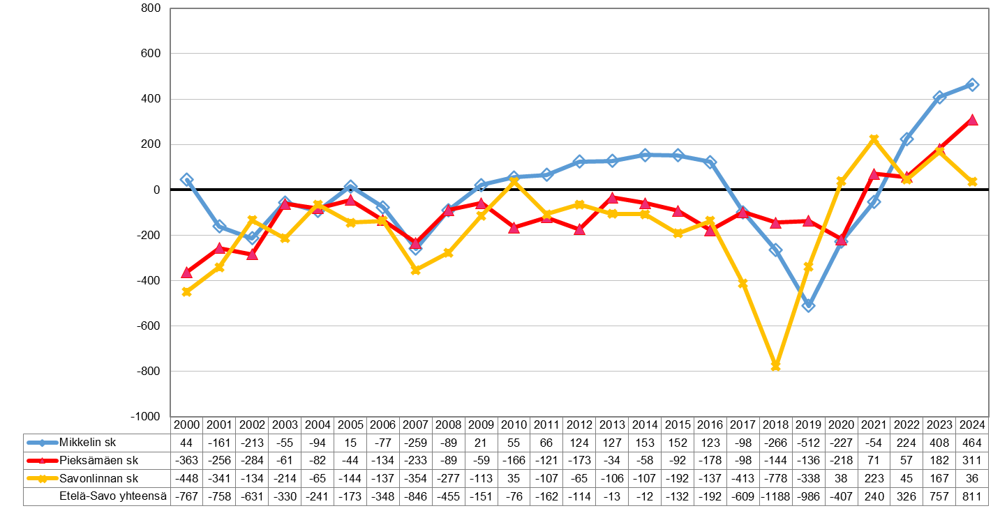 800
600
400
200
0
-200
-400
-600
-800
-1000
2000 2001 2002 2003 2004 2005 2006 2007 2008 2009 2010 2011 2012 2013 2014 2015 2016 2017 2018 2019 2020 2021 2022 2023 2024
Mikkelin sk 44 -161 -213 -55 -94 15 -77 -259 -89 21 55 66 124 127 153 152 123 -98 -266 -512 -227 -54 224 408 464
Pieksämäen sk -363 -256 -284 -61 -82 -44 -134 -233 -89 -59 -166 -121 -173 -34 -58 -92 -178 -98 -144 -136 -218 71 57 182 311
Savonlinnan sk -448 -341 -134 -214 -65 -144 -137 -354 -277 -113 35 -107 -65 -106 -107 -192 -137 -413 -778 -338 38 223 45 167 36
Etelä-Savo yhteensä -767 -758 -631 -330 -241 -173 -348 -846 -455 -151 -76 -162 -114 -13 -12 -132 -192 -609 -1188 -986 -407 240 326 757 811